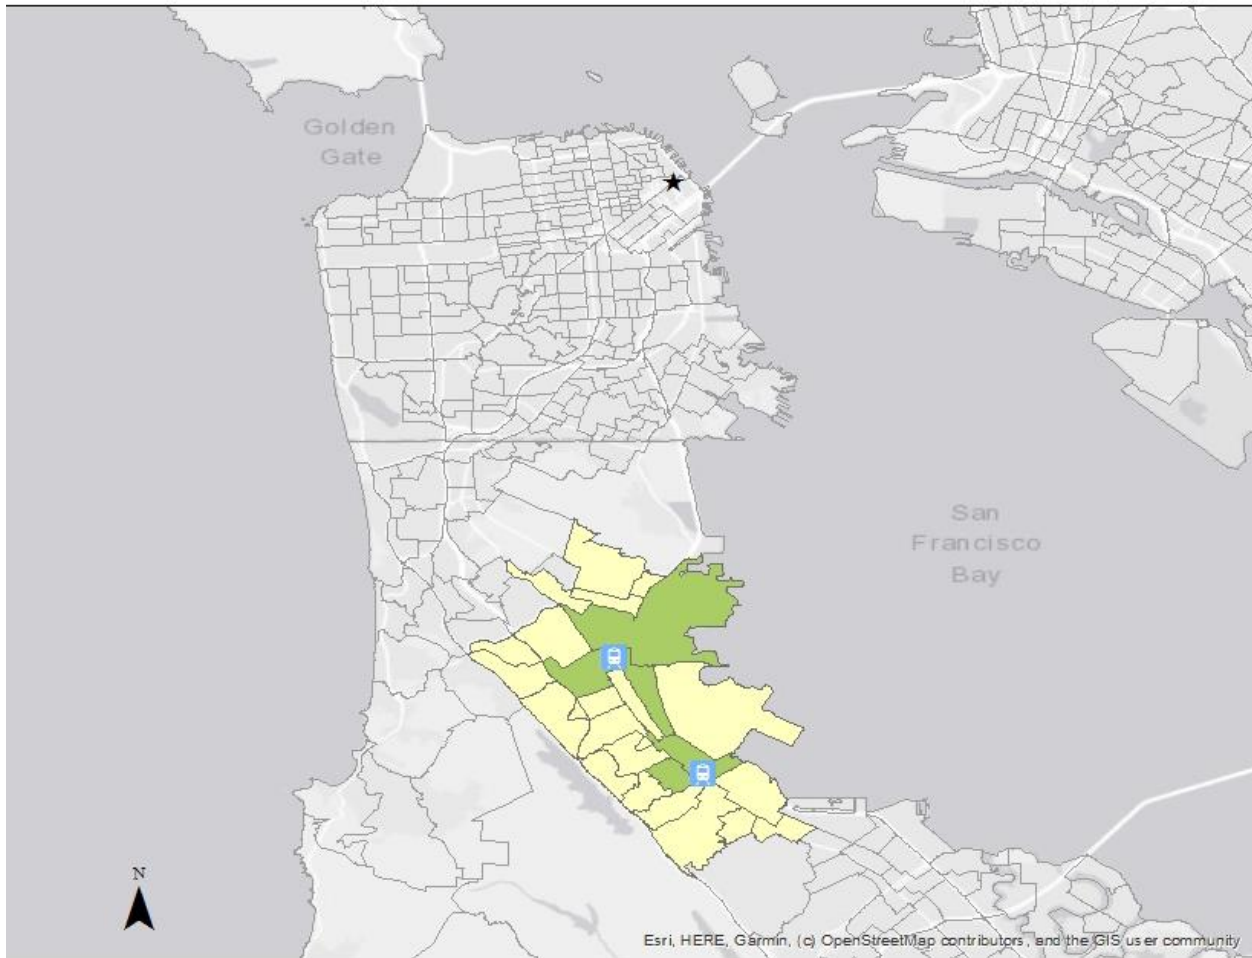 Golden
Gate
San
Francisco
Bay
N
Esri, HERE, Garmin, (c) OpenStreetMap contributors, and the GIS user community